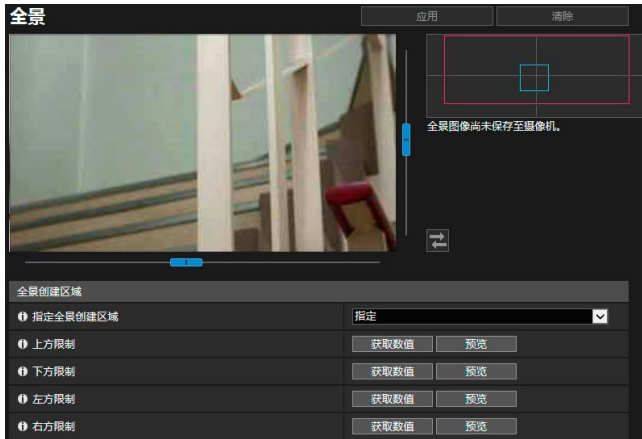 全景
应用
清除
全景图像尚未保存至摄像机。
全景创建区域
指定全景创建区域 指定
上方限制 获取数值 预览
下方限制 获取数值 预览
左方限制 获取数值 预览
右方限制 获取数值 预览